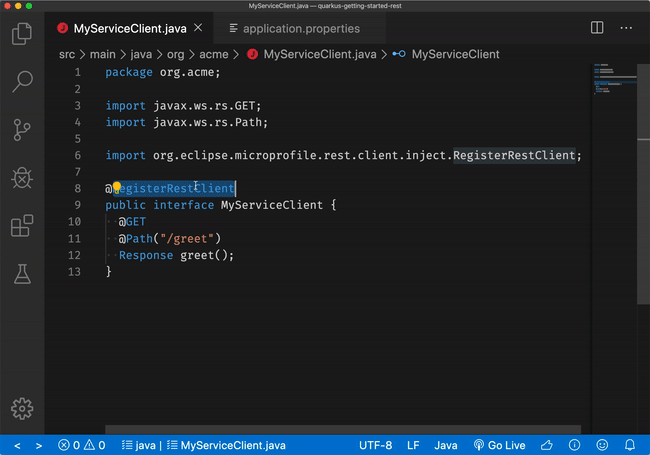 MyServiceClient.java — quarkus-getting-started-rest
MyServiceClient.java application.properties
src > main > java > org > acme > MyServiceClient.java > MyServiceClient
1 package org.acme;
2
3 import javax.ws.rs.GET;
4 import javax.ws.rs.Path;
5
6 import org.eclipse.microprofile.rest.client.inject.RegisterRestClient;
7
8 @RegisterRestClient
9 public interface MyServiceClient {
10 @GET
11 @Path("/greet")
12 Response greet();
13 }
< > 0 0 java | MyServiceClient.java UTF-8 LF Java Go Live